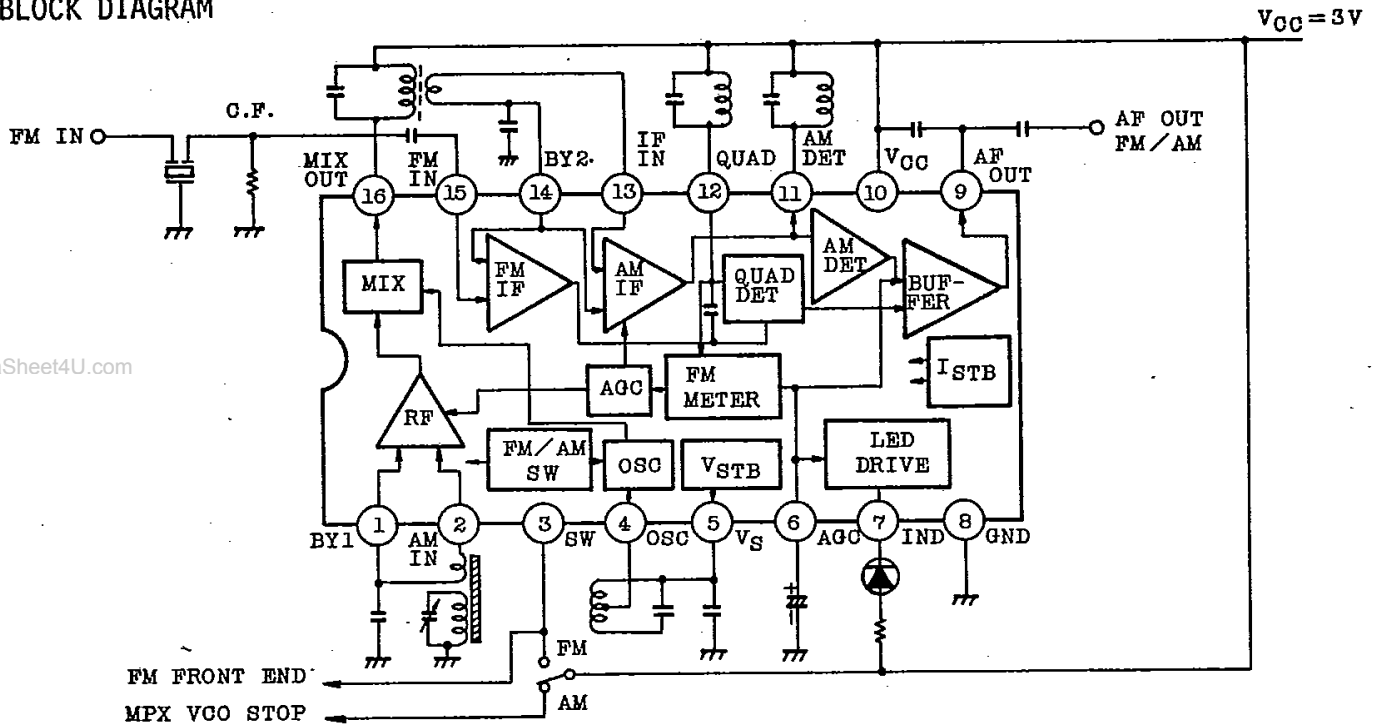 BLOCK DIAGRAM
VCC=3V
C.F.
FM IN
AF OUT
FM/AM
MIX
OUT
FM
IN
BY2.
IF
IN
QUAD
AM
DET
VCC
AF
OUT
16
15
14
13
12
11
10
9
MIX
FM
IF
AM
IF
QUAD
DET
AM
DET
BUF-
FER
ISTB
aSheet4U.com
RF
AGC
FM
METER
FM/AM
SW
OSC
VSTB
LED
DRIVE
1
2
3
4
5
6
7
8
BY1
AM
IN
SW
OSC
VS
AGC
IND
GND
FM
AM
FM FRONT END
MPX VCO STOP